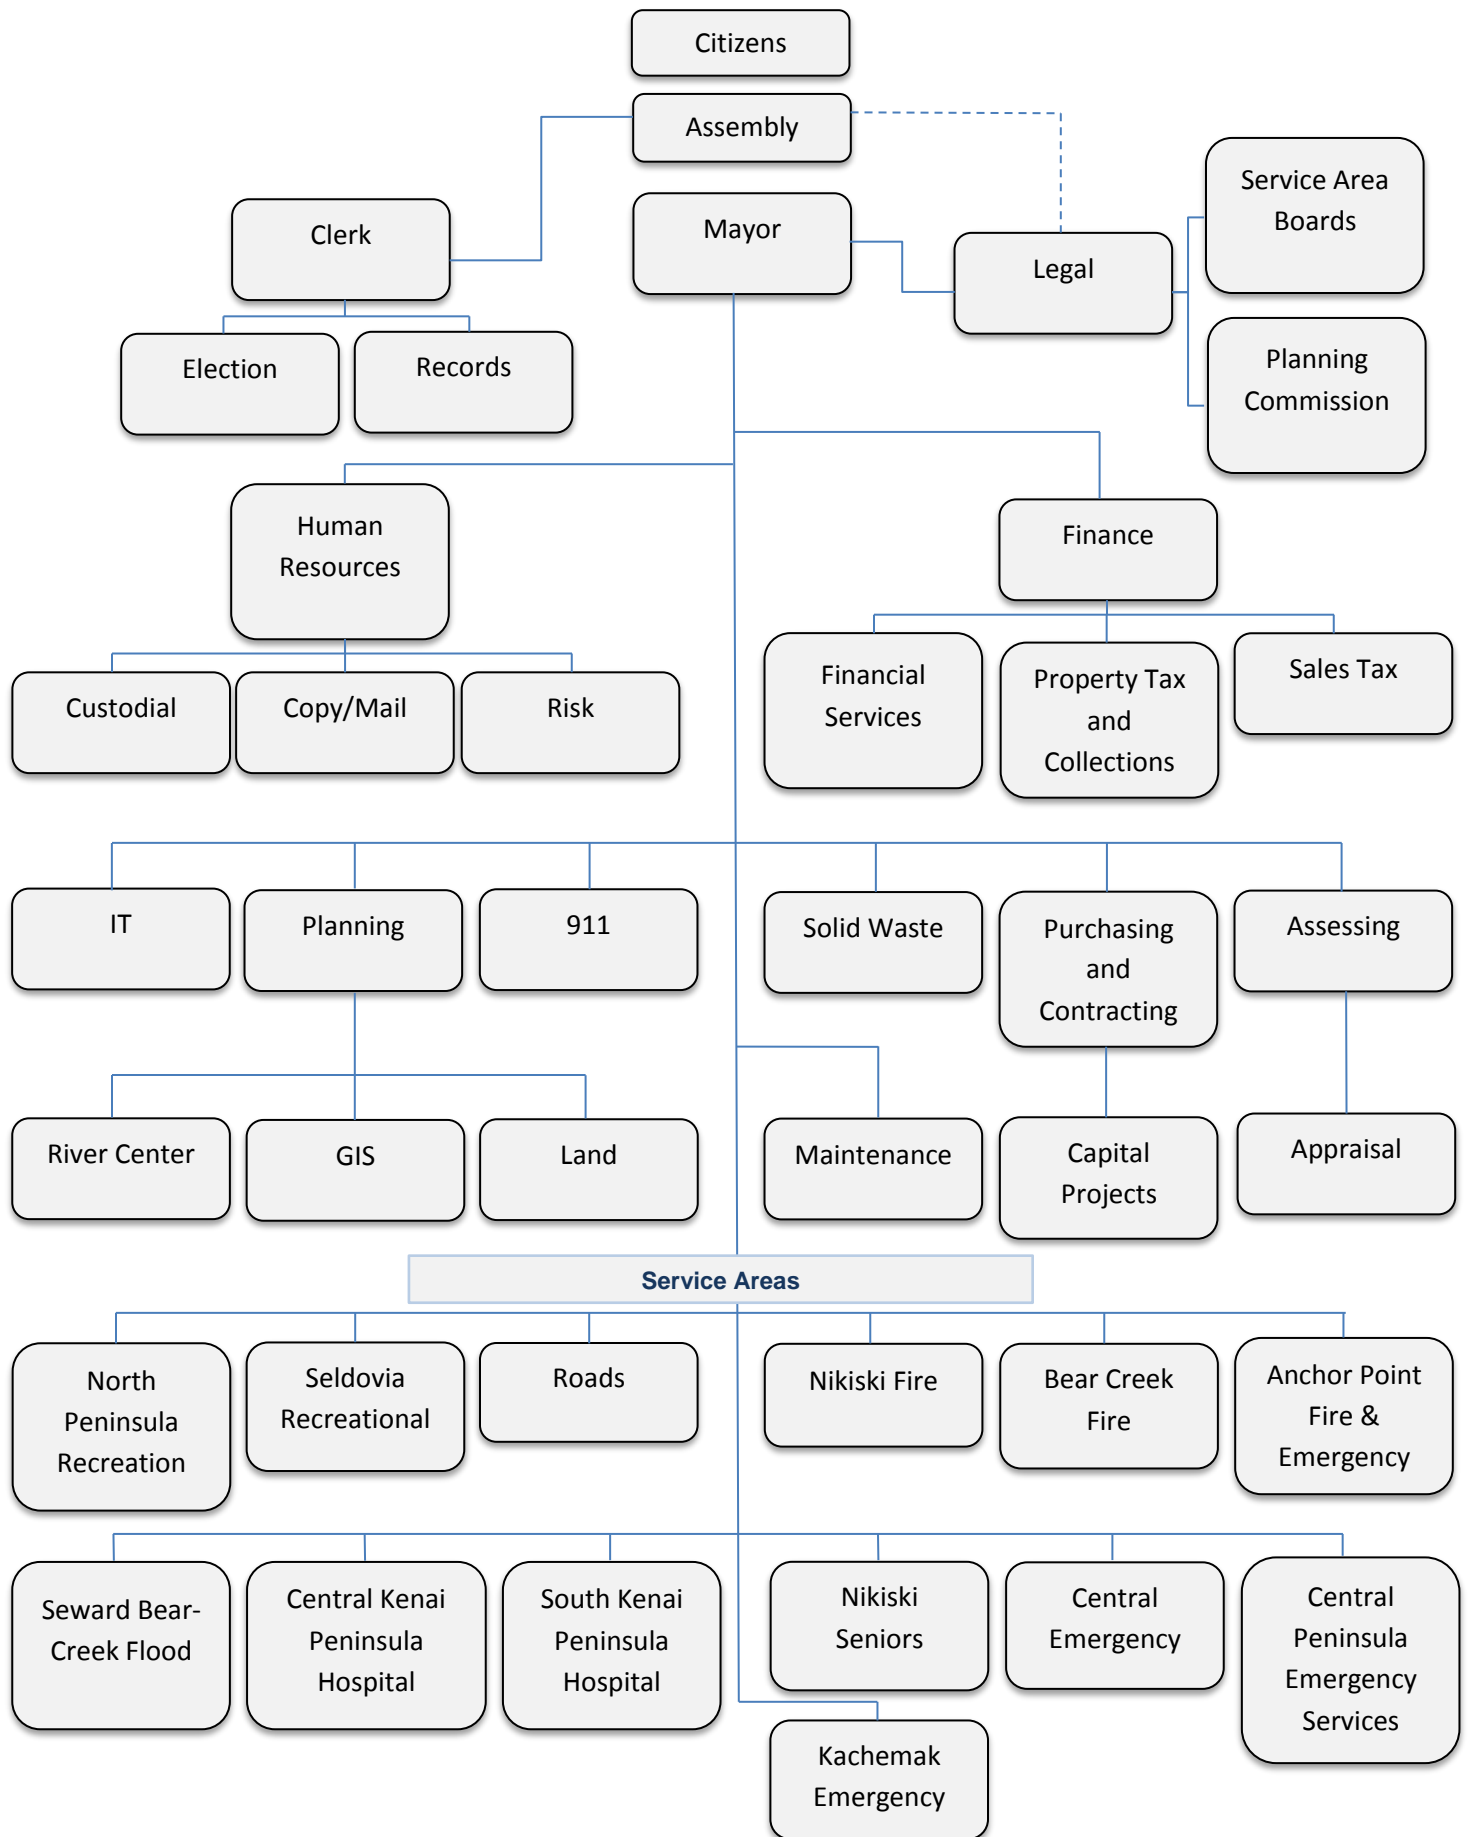 Citizens
Assembly
Service Area
Boards
Mayor
Clerk
Legal
Election
Records
Planning
Commission
Human
Resources
Finance
Custodial
Copy/Mail
Risk
Financial
Services
Property Tax
and
Collections
Sales Tax
IT
Planning
911
Solid Waste
Purchasing
and
Contracting
Assessing
River Center
GIS
Land
Maintenance
Capital
Projects
Appraisal
Service Areas
North
Peninsula
Recreation
Seldovia
Recreational
Roads
Nikiski Fire
Bear Creek
Fire
Anchor Point
Fire &
Emergency
Seward Bear-
Creek Flood
Central Kenai
Peninsula
Hospital
South Kenai
Peninsula
Hospital
Nikiski
Seniors
Central
Emergency
Central
Peninsula
Emergency
Services
Kachemak
Emergency